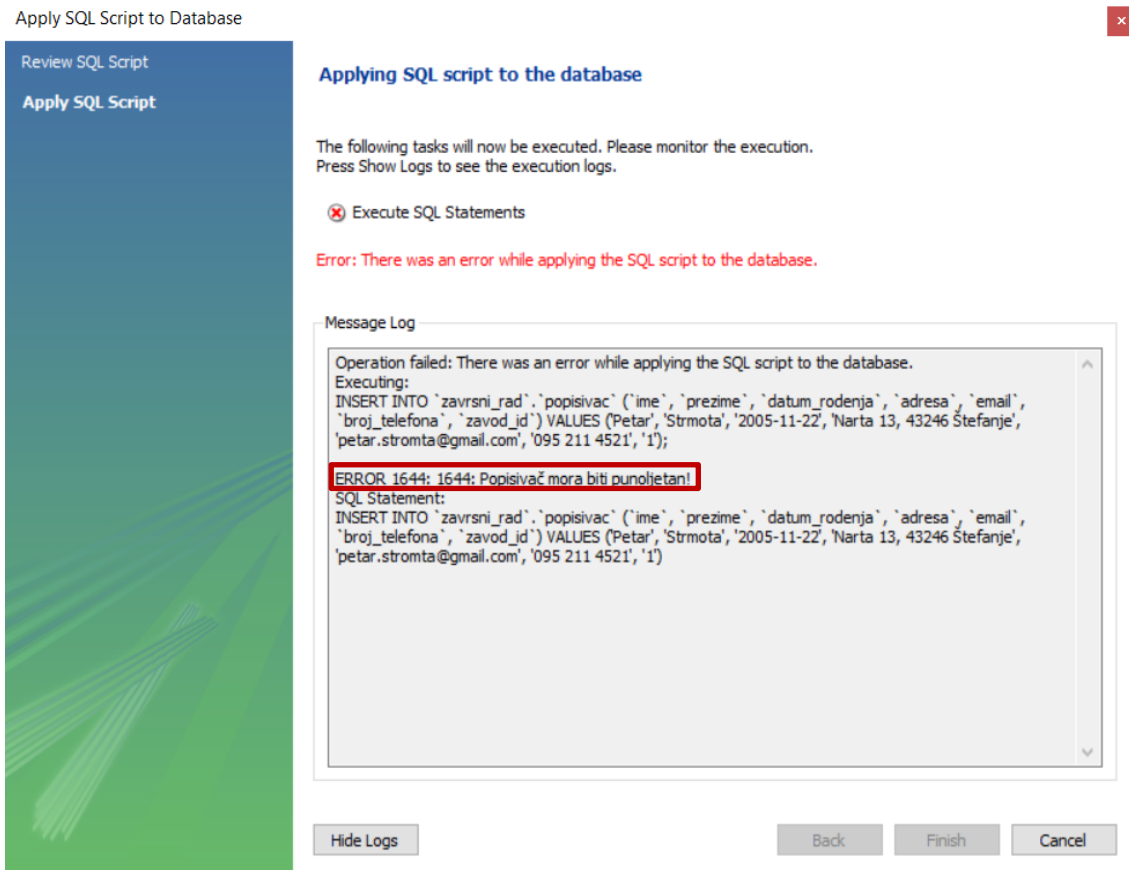 Apply SQL Script to Database
Review SQL Script
Apply SQL Script
Applying SQL script to the database
The following tasks will now be executed. Please monitor the execution.
Press Show Logs to see the execution logs.
Execute SQL Statements
Error: There was an error while applying the SQL script to the database.
Message Log
Operation failed: There was an error while applying the SQL script to the database.
Executing:
INSERT INTO `zavrsni_rad`.`popisivac` (`ime`, `prezime`, `datum_rodenja`, `adresa`, `email`,
`broj_telefona`, `zavod_id`) VALUES ('Petar', 'Strmota', '2005-11-22', 'Narta 13, 43246 Štefanje',
'petar.stromta@gmail.com', '095 211 4521', '1');
ERROR 1644: 1644: Popisivač mora biti punoljetan!
SQL Statement:
INSERT INTO `zavrsni_rad`.`popisivac` (`ime`, `prezime`, `datum_rodenja`, `adresa`, `email`,
`broj_telefona`, `zavod_id`) VALUES ('Petar', 'Strmota', '2005-11-22', 'Narta 13, 43246 Štefanje',
'petar.stromta@gmail.com', '095 211 4521', '1')
Hide Logs
Back
Finish
Cancel